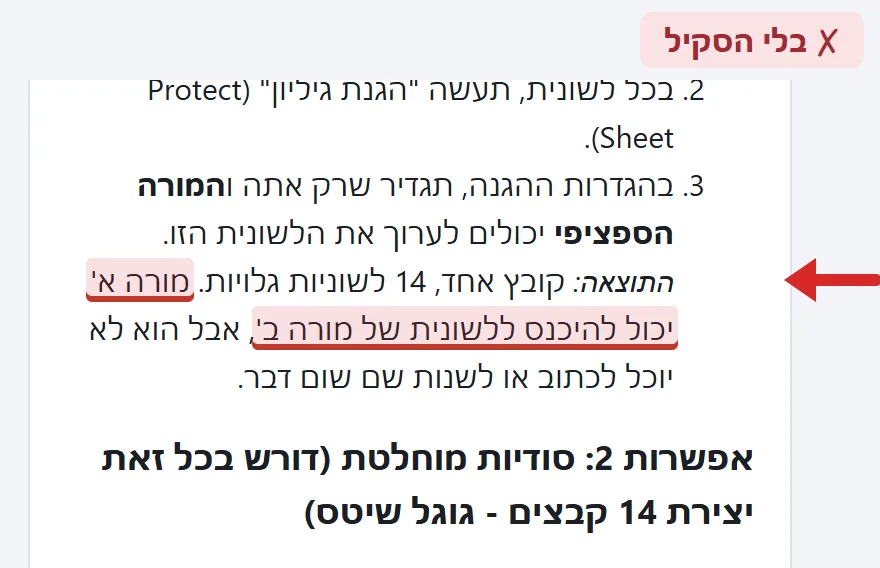 ✗ בלי הסקיל
2. בכל לשונית, תעשה "הגנת גיליון" (Protect
Sheet).
3. בהגדרות ההגנה, תגדיר שרק אתה והמורה
הספציפי יכולים לערוך את הלשונית הזו.
התוצאה: קובץ אחד, 14 לשוניות גלויות. מורה א'
יכול להיכנס ללשונית של מורה ב', אבל הוא לא
יוכל לכתוב או לשנות שם שום דבר.
אפשרות 2: סודיות מוחלטת (דורש בכל זאת
יצירת 14 קבצים - גוגל שיטס)